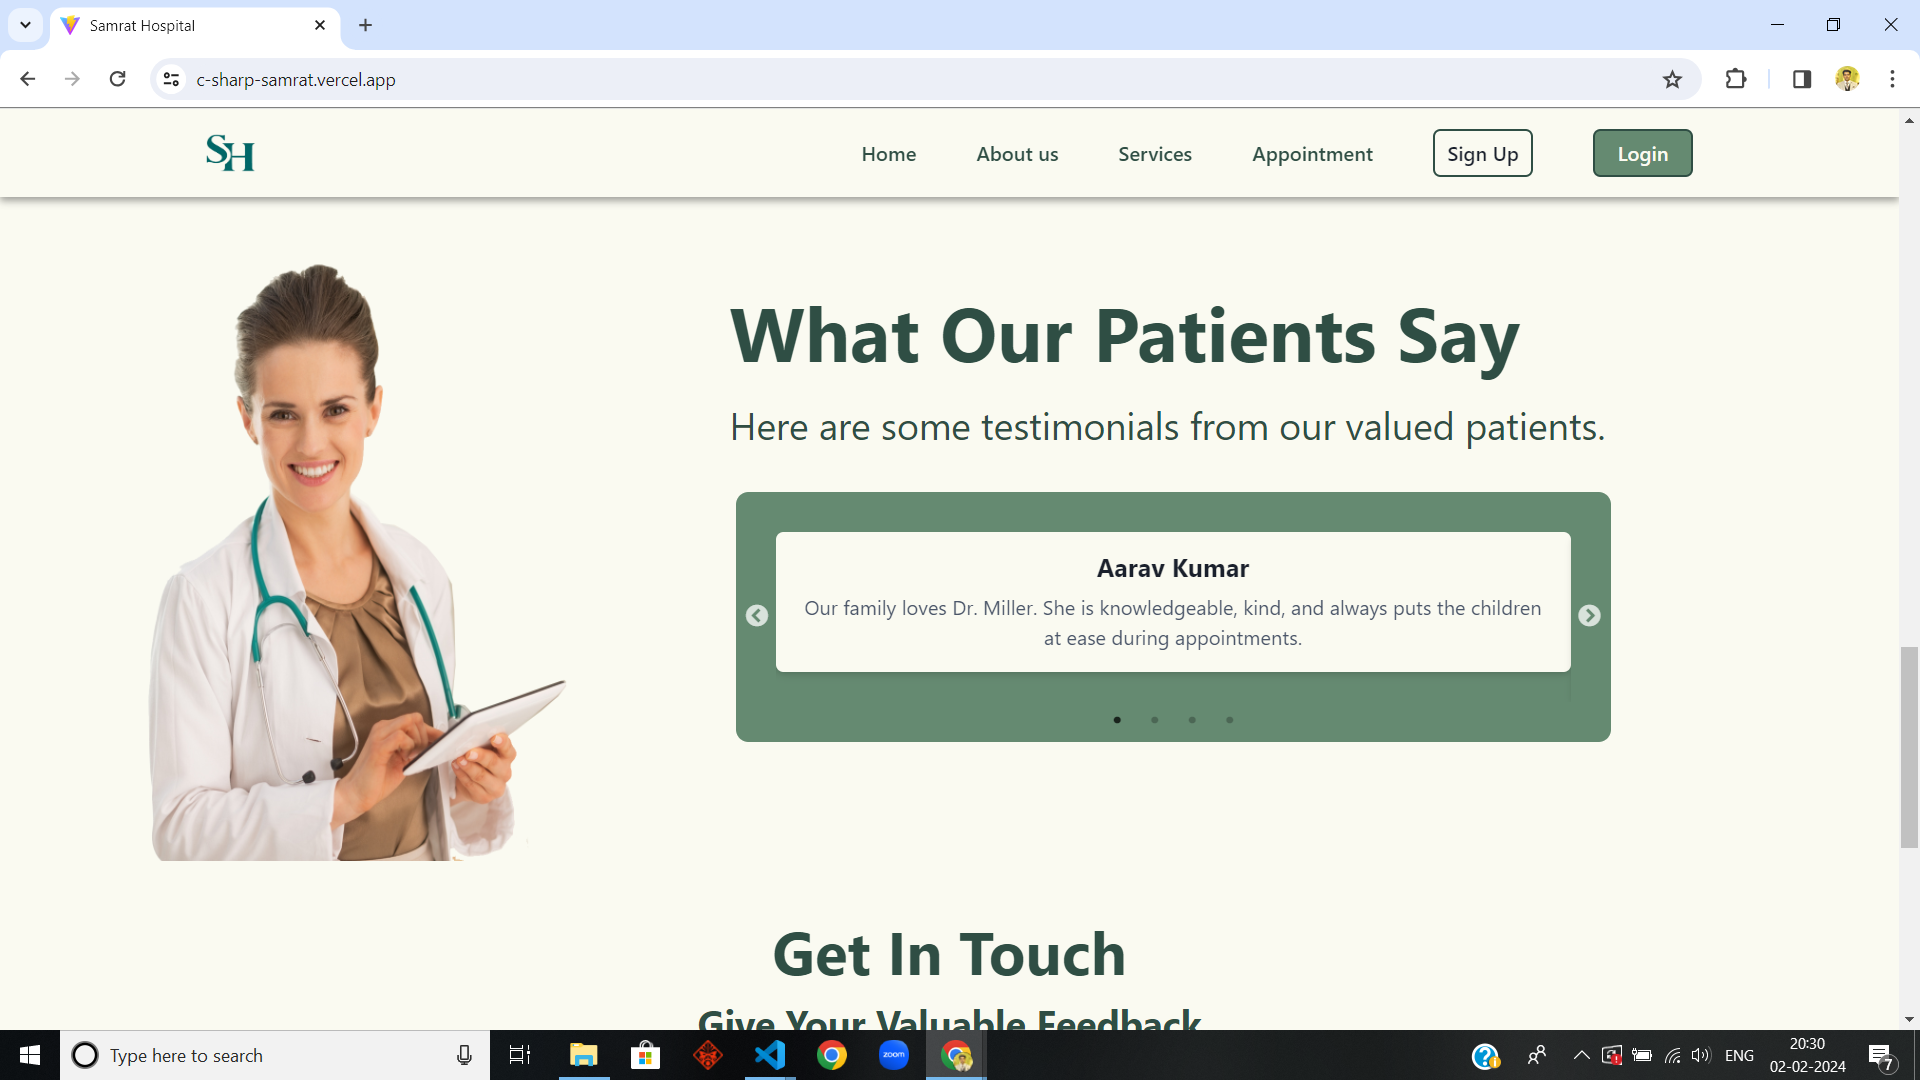 Samrat Hospital
c-sharp-samrat.vercel.app
SH
Home About us Services Appointment Sign Up Login
What Our Patients Say
Here are some testimonials from our valued patients.
Aarav Kumar
Our family loves Dr. Miller. She is knowledgeable, kind, and always puts the children
at ease during appointments.
Get In Touch
Give Your Valuable Feedback
Type here to search
zoom
ENG
20:30
02-02-2024
7